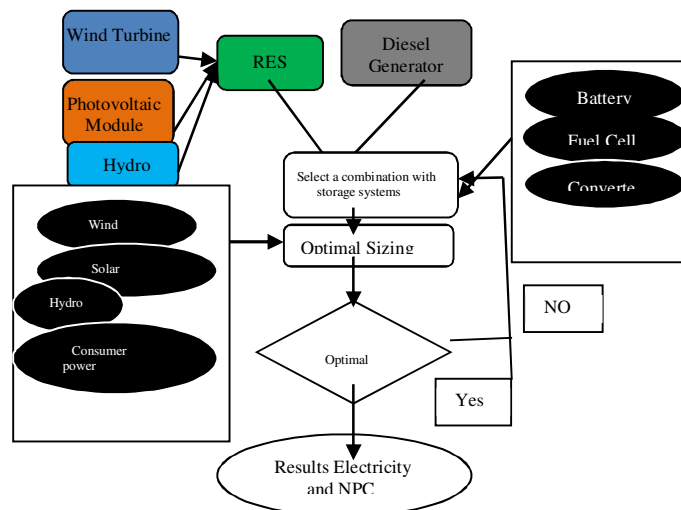 Wind Turbine
RES
Diesel
Generator
Photovoltaic
Module
Hydro
Battery
Fuel Cell
Converte
Select a combination with
storage systems
Wind
Solar
Hydro
Consumer
power
Optimal Sizing
NO
Optimal
Yes
Results Electricity
and NPC